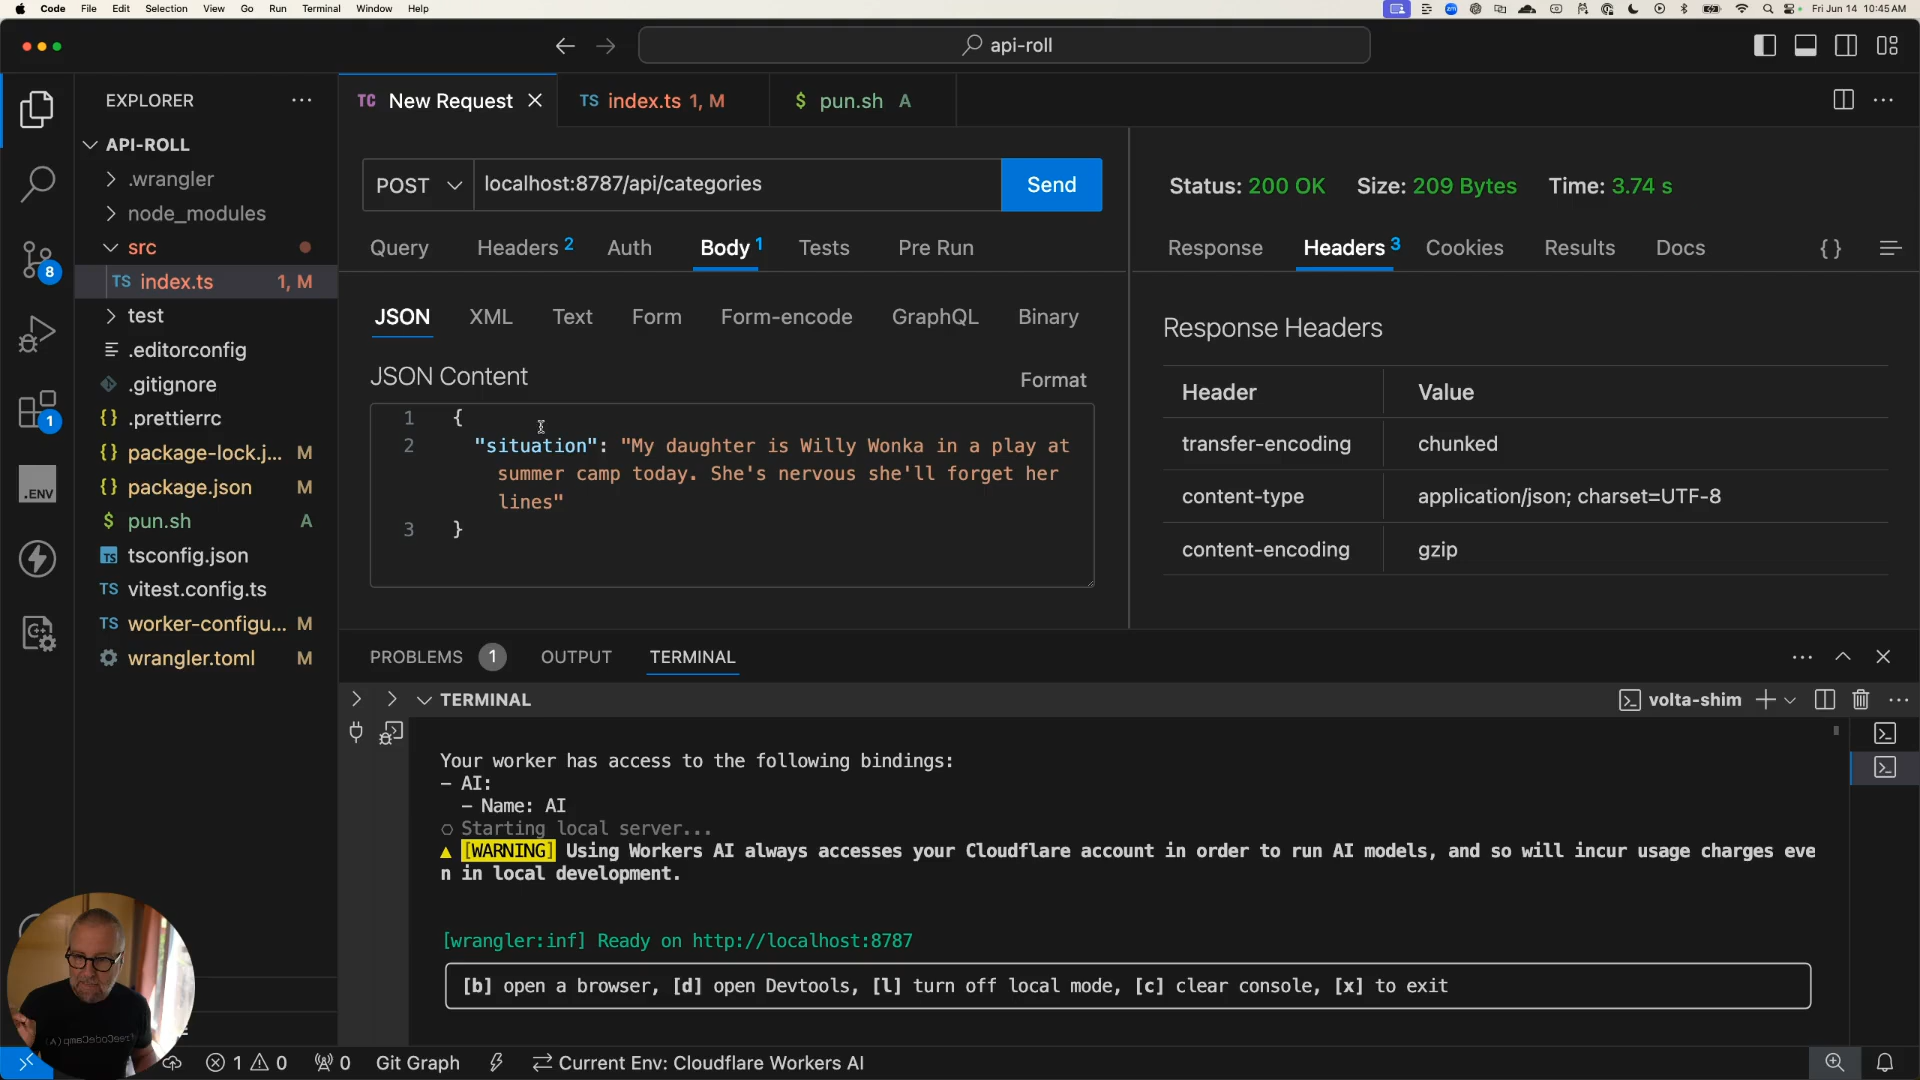 Code File Edit Selection View Go Run Terminal Window Help Fri Jun 14 10:45 AM
api-roll
EXPLORER
API-ROLL
.wrangler
node_modules
src
TS index.ts 1, M
test
.editorconfig
.gitignore
{} .prettierrc
{} package-lock.j... M
{} package.json M
$ pun.sh A
TS tsconfig.json
TS vitest.config.ts
TS worker-configu... M
wrangler.toml M
8
1
.ENV
TC New Request
TS index.ts 1, M
$ pun.sh A
POST localhost:8787/api/categories Send
Query Headers 2 Auth Body 1 Tests Pre Run
JSON XML Text Form Form-encode GraphQL Binary
JSON Content Format
1 {
2 "situation": "My daughter is Willy Wonka in a play at
summer camp today. She's nervous she'll forget her
lines"
3 }
Status: 200 OK Size: 209 Bytes Time: 3.74 s
Response Headers 3 Cookies Results Docs {}
Response Headers
Header Value
transfer-encoding chunked
content-type application/json; charset=UTF-8
content-encoding gzip
PROBLEMS 1 OUTPUT TERMINAL
TERMINAL volta-shim
Your worker has access to the following bindings:
- AI:
- Name: AI
Starting local server...
▲ [WARNING] Using Workers AI always accesses your Cloudflare account in order to run AI models, and so will incur usage charges eve
n in local development.
[wrangler:inf] Ready on http://localhost:8787
[b] open a browser, [d] open Devtools, [l] turn off local mode, [c] clear console, [x] to exit
freeCodeCamp(🔥)
1 0 0 Git Graph Current Env: Cloudflare Workers AI